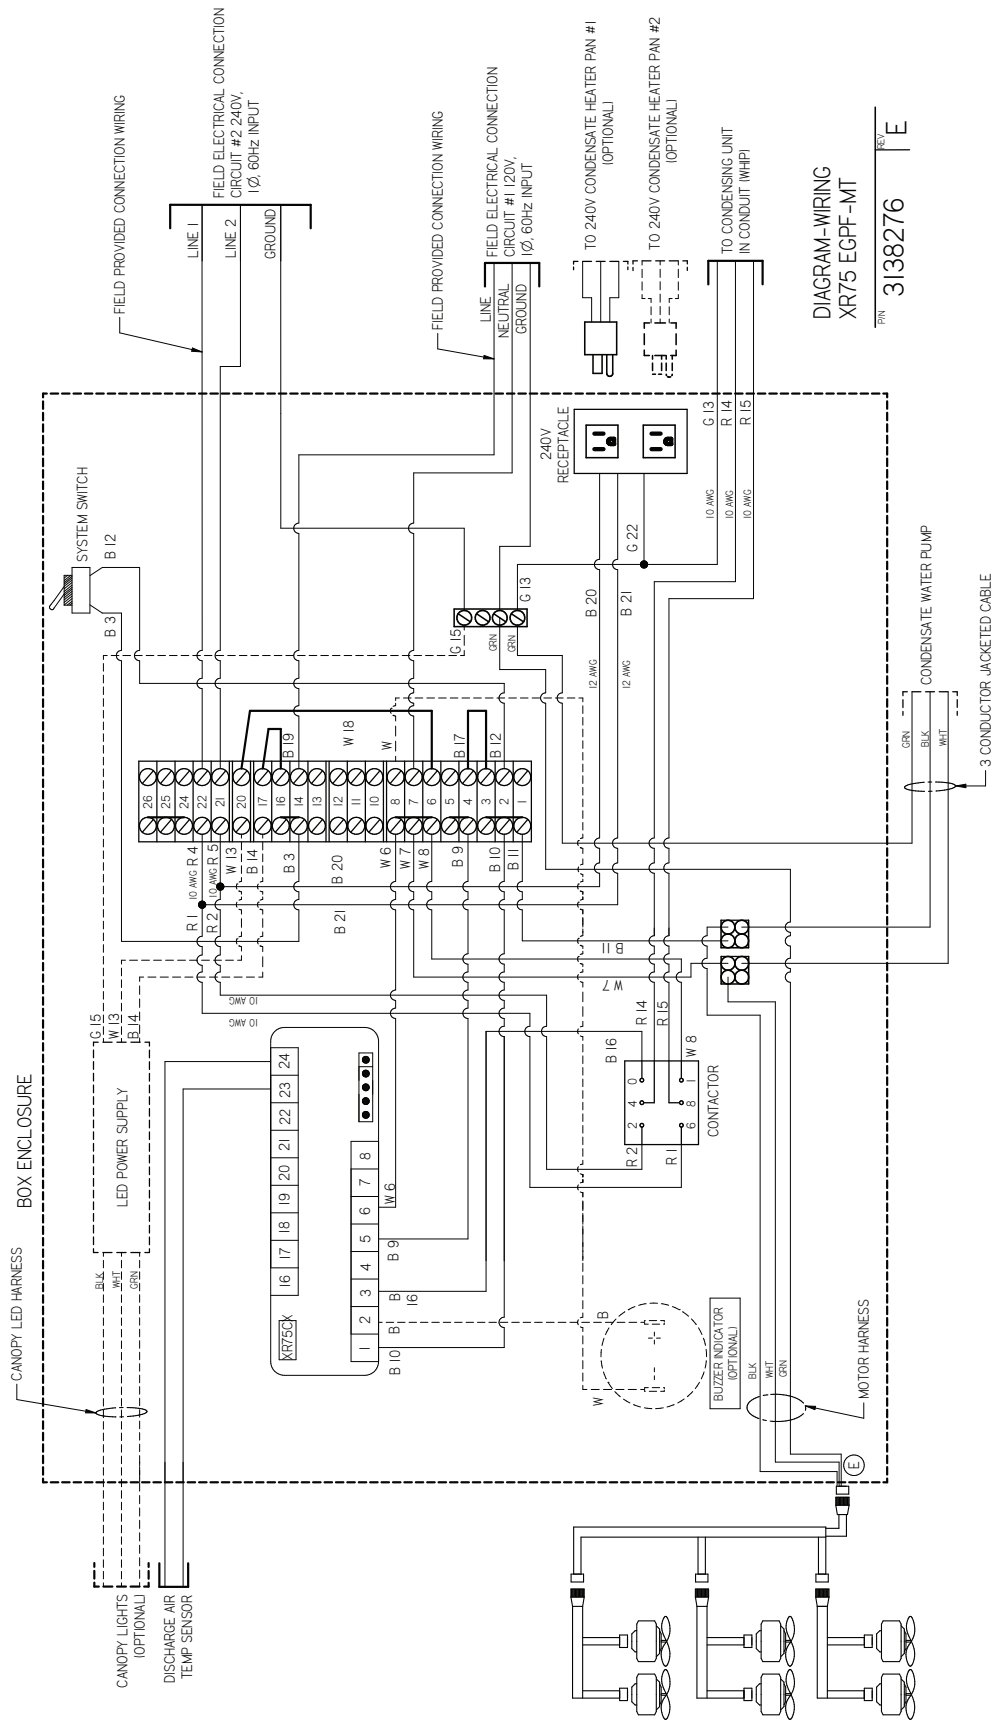 BOX ENCLOSURE
FIELD PROVIDED CONNECTION WIRING
LINE 1
LINE 2
GROUND
FIELD ELECTRICAL CONNECTION
CIRCUIT #2 240V,
1Ø, 60Hz INPUT
FIELD PROVIDED CONNECTION WIRING
LINE
NEUTRAL
GROUND
FIELD ELECTRICAL CONNECTION
CIRCUIT #1 120V,
1Ø, 60Hz INPUT
TO 240V CONDENSATE HEATER PAN #1
(OPTIONAL)
TO 240V CONDENSATE HEATER PAN #2
(OPTIONAL)
TO CONDENSING UNIT
IN CONDUIT (WHIP)
SYSTEM SWITCH
B 3
B 12
240V
RECEPTACLE
G 13
R 14
R 15
10 AWG
10 AWG
10 AWG
G 22
G 13
B 20
B 21
12 AWG
12 AWG
G 15
GRN
GRN
B 19
W 18
W
B 17
B 12
26
25
24
22
21
20
17
16
14
13
12
11
10
8
7
6
5
4
3
2
1
10 AWG R 4
10 AWG R 5
W 13
B 14
B 3
B 20
B 21
W 6
W 7
W 8
B 9
B 10
B 11
R 1
R 2
10 AWG
10 AWG
W 7
B 11
G 15
W 13
B 14
LED POWER SUPPLY
BLK
WHT
GRN
CANOPY LED HARNESS
CANOPY LIGHTS
(OPTIONAL)
DISCHARGE AIR
TEMP SENSOR
XR75CX
16
17
18
19
20
21
22
23
24
1
2
3
4
5
6
7
8
B 10
B
B
16
B 9
W 6
B 16
R 14
R 15
W 8
2
4
0
6
8
1
CONTACTOR
R 2
R 1
B
W
+
-
BUZZER INDICATOR
(OPTIONAL)
BLK
WHT
GRN
MOTOR HARNESS
E
GRN
BLK
WHT
CONDENSATE WATER PUMP
3 CONDUCTOR JACKETED CABLE
DIAGRAM-WIRING
XR75 EGPF-MT
P/N 3138276
REV E